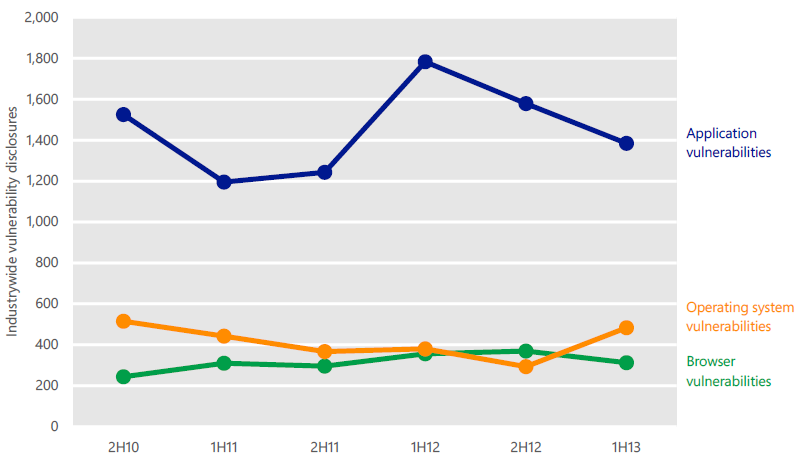 Industrywide vulnerability disclosures
2,000
1,800
1,600
1,400
1,200
1,000
800
600
400
200
0
2H10
1H11
2H11
1H12
2H12
1H13
Application
vulnerabilities
Operating system
vulnerabilities
Browser
vulnerabilities